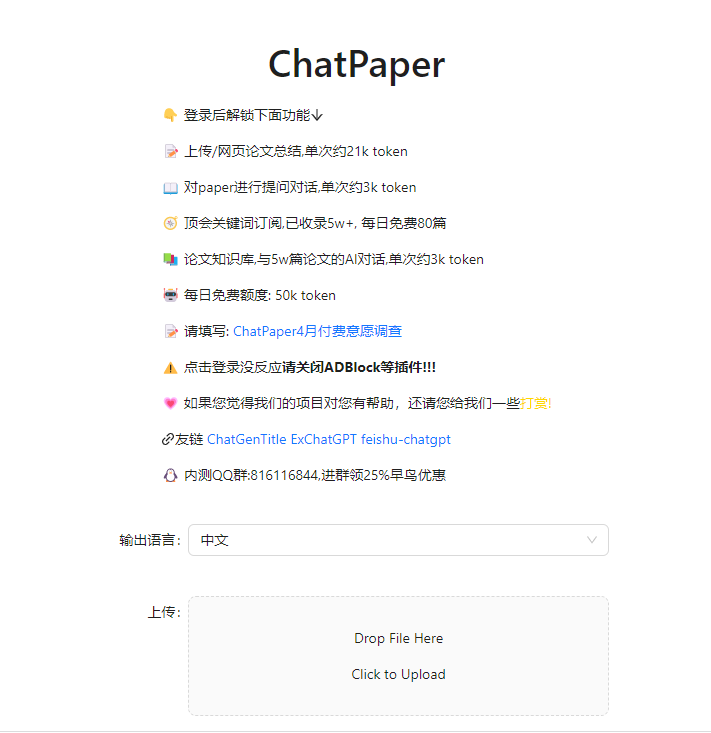 ChatPaper
👇 登录后解锁下面功能↓
📝 上传/网页论文总结,单次约21k token
📖 对paper进行提问对话,单次约3k token
🧭 顶会关键词订阅,已收录5w+, 每日免费80篇
📚 论文知识库,与5w篇论文的AI对话,单次约3k token
🤖 每日免费额度: 50k token
📝 请填写: ChatPaper4月付费意愿调查
⚠️ 点击登录没反应请关闭ADBlock等插件!!!
💗 如果您觉得我们的项目对您有帮助，还请您给我们一些打赏!
🔗友链 ChatGenTitle ExChatGPT feishu-chatgpt
🐧 内测QQ群:816116844,进群领25%早鸟优惠
输出语言: 中文
上传:
Drop File Here
Click to Upload